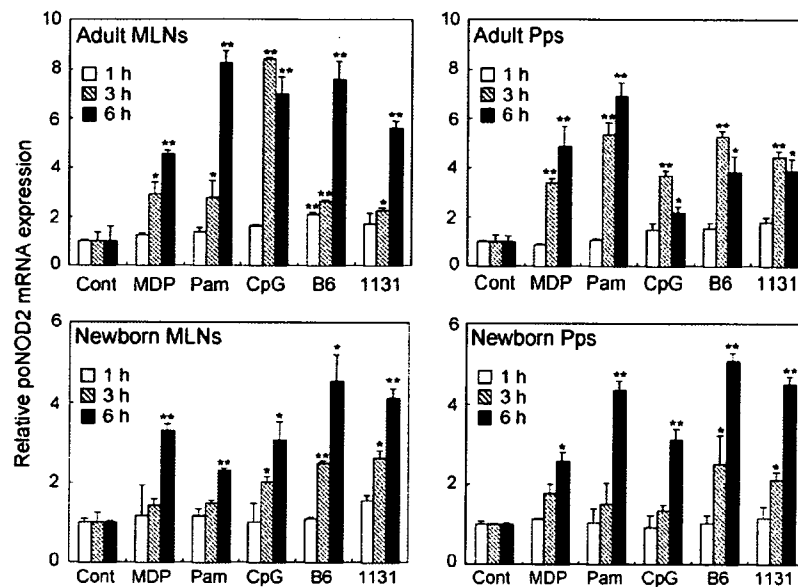 Relative poNOD2 mRNA expression
Adult MLNs
1 h
3 h
6 h
10
8
6
4
2
0
* ** * ** ** ** ** ** ** * **
Cont MDP Pam CpG B6 1131
Adult Pps
1 h
3 h
6 h
10
8
6
4
2
0
** ** ** ** ** * ** * ** *
Cont MDP Pam CpG B6 1131
Newborn MLNs
1 h
3 h
6 h
6
4
2
0
** ** * * ** * * **
Cont MDP Pam CpG B6 1131
Newborn Pps
1 h
3 h
6 h
6
4
2
0
* ** ** * ** * **
Cont MDP Pam CpG B6 1131